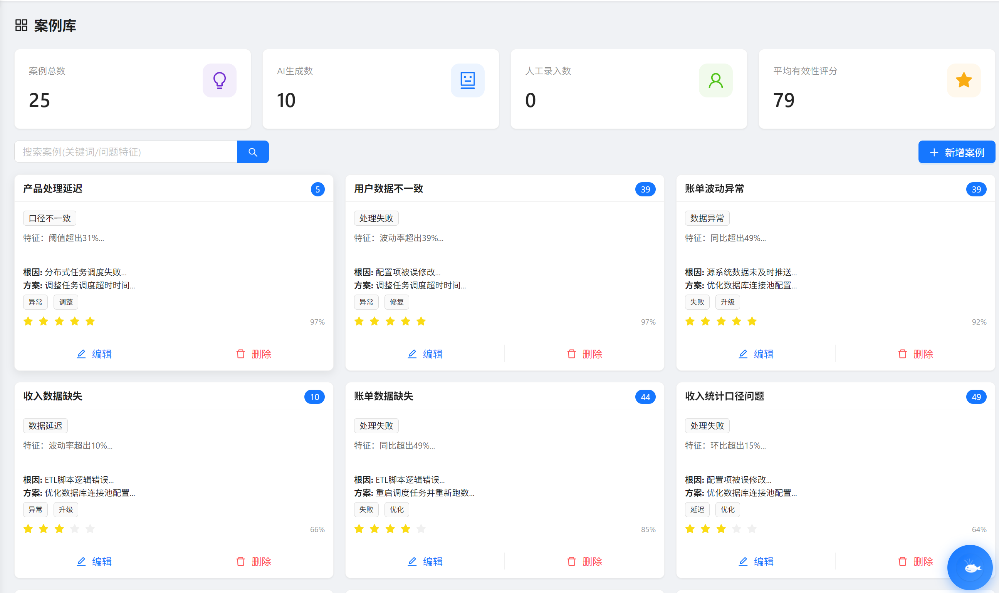 案例库
案例总数
25
AI生成数
10
人工录入数
0
平均有效性评分
79
搜索案例(关键词/问题特征)
新增案例
产品处理延迟
5
口径不一致
特征：阈值超出31%...
根因: 分布式任务调度失败...
方案: 调整任务调度超时时间...
异常 调整
97%
编辑 删除
用户数据不一致
39
处理失败
特征：波动率超出39%...
根因: 配置项被误修改...
方案: 调整任务调度超时时间...
异常 修复
97%
编辑 删除
账单波动异常
39
数据异常
特征：同比超出49%...
根因: 源系统数据未及时推送...
方案: 优化数据库连接池配置...
失败 升级
92%
编辑 删除
收入数据缺失
10
数据延迟
特征：波动率超出10%...
根因: ETL脚本逻辑错误...
方案: 优化数据库连接池配置...
异常 升级
66%
编辑 删除
账单数据缺失
44
处理失败
特征：同比超出49%...
根因: ETL脚本逻辑错误...
方案: 重启调度任务并重新跑数...
失败 优化
85%
编辑 删除
收入统计口径问题
49
处理失败
特征：环比超出15%...
根因: 配置项被误修改...
方案: 优化数据库连接池配置...
延迟 优化
64%
编辑 删除